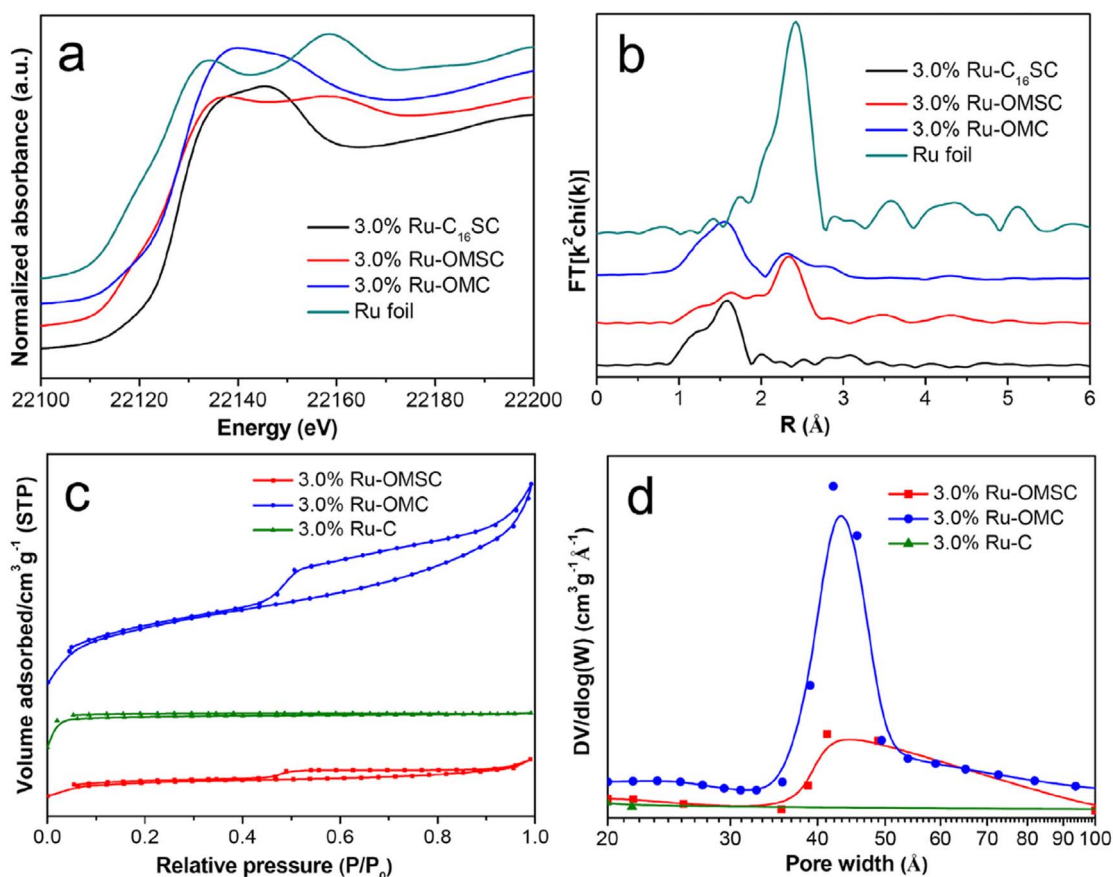 a
Normalized absorbance (a.u.)
3.0% Ru-C₁₆SC
3.0% Ru-OMSC
3.0% Ru-OMC
Ru foil
22100 22120 22140 22160 22180 22200
Energy (eV)
b
FT[k²chi(k)]
3.0% Ru-C₁₆SC
3.0% Ru-OMSC
3.0% Ru-OMC
Ru foil
0 1 2 3 4 5 6
R (Å)
c
Volume adsorbed/cm³g⁻¹ (STP)
3.0% Ru-OMSC
3.0% Ru-OMC
3.0% Ru-C
0.0 0.2 0.4 0.6 0.8 1.0
Relative pressure (P/P₀)
d
DV/dlog(W) (cm³g⁻¹Å⁻¹)
3.0% Ru-OMSC
3.0% Ru-OMC
3.0% Ru-C
20 30 40 50 60 70 80 90 100
Pore width (Å)